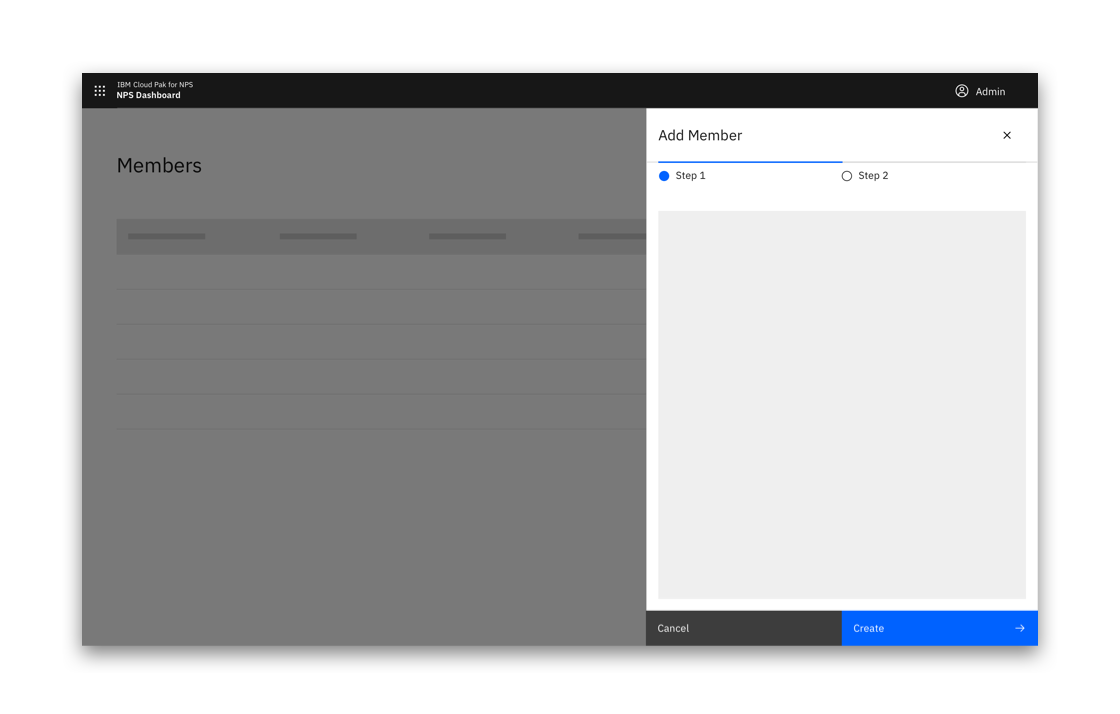 IBM Cloud Pak for NPS
NPS Dashboard
Admin
Members
Add Member
Step 1
Step 2
Cancel
Create